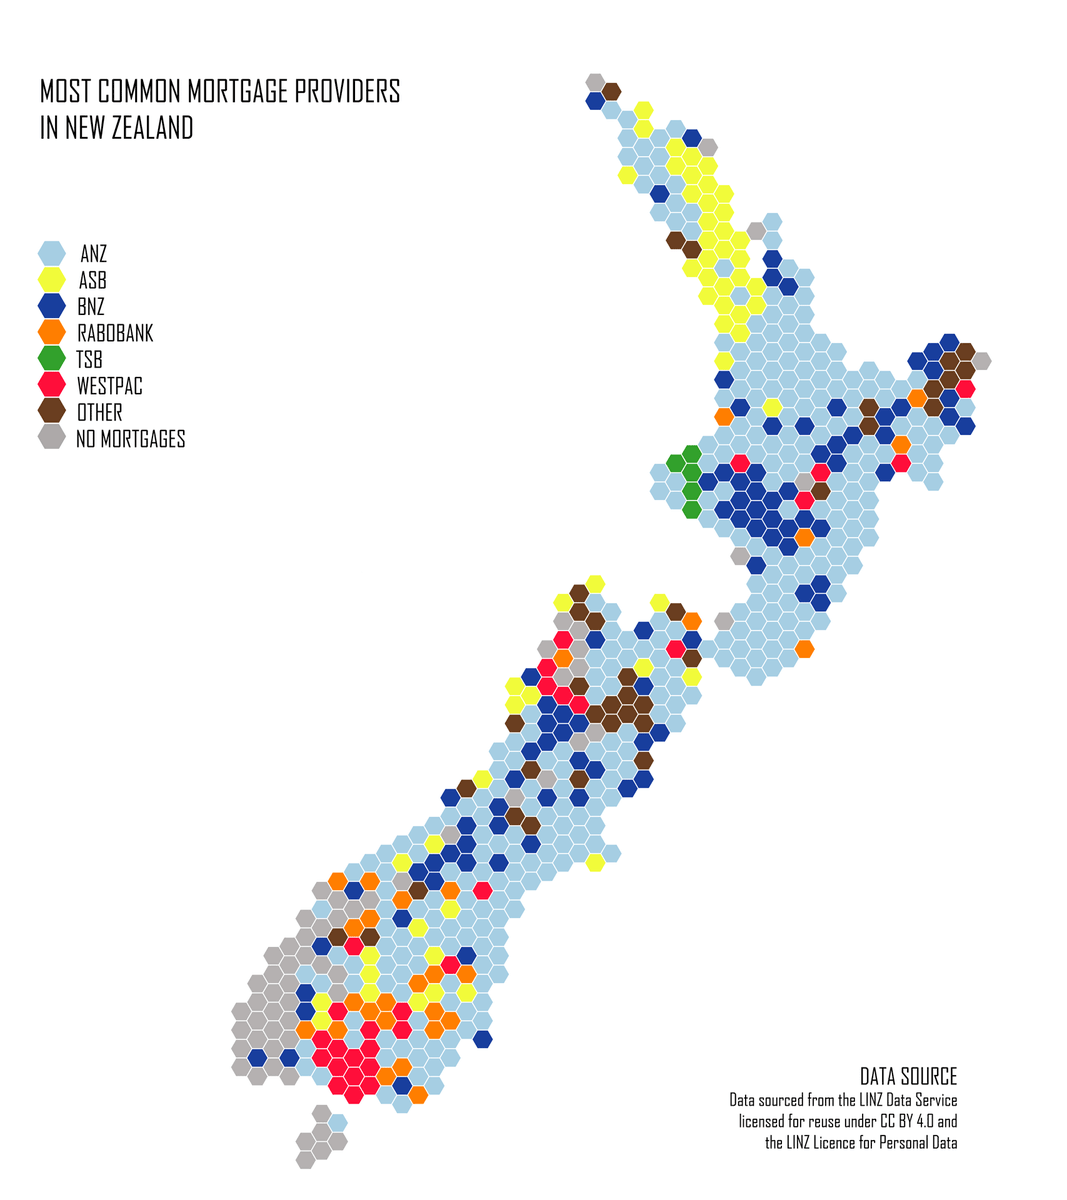 MOST COMMON MORTGAGE PROVIDERS
IN NEW ZEALAND
ANZ
ASB
BNZ
RABOBANK
TSB
WESTPAC
OTHER
NO MORTGAGES
DATA SOURCE
Data sourced from the LINZ Data Service
licensed for reuse under CC BY 4.0 and
the LINZ Licence for Personal Data